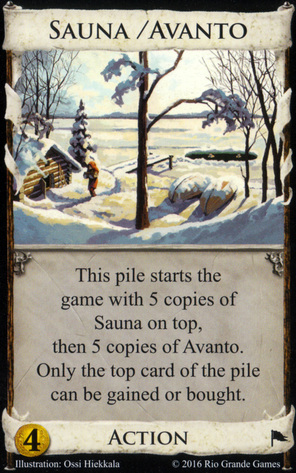 SAUNA /AVANTO
This pile starts the
game with 5 copies of
Sauna on top,
then 5 copies of Avanto.
Only the top card of the pile
can be gained or bought.
4
ACTION
Illustration: Ossi Hiekkala
© 2016 Rio Grande Games